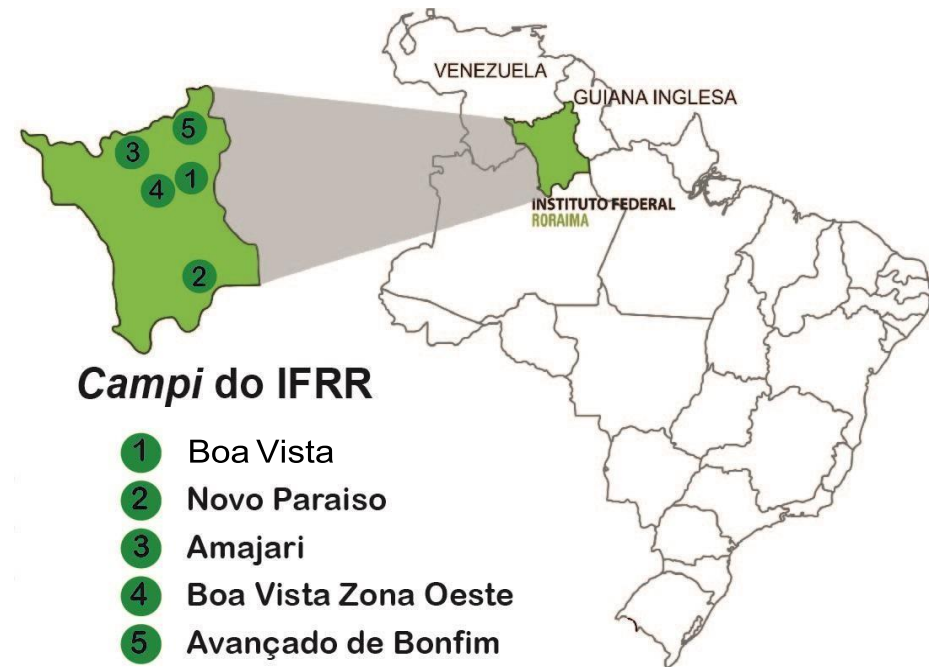 VENEZUELA
GUIANA INGLESA
5
3
1
4
2
INSTITUTO FEDERAL
RORAIMA
Campi do IFRR
1 Boa Vista
2 Novo Paraiso
3 Amajari
4 Boa Vista Zona Oeste
5 Avançado de Bonfim